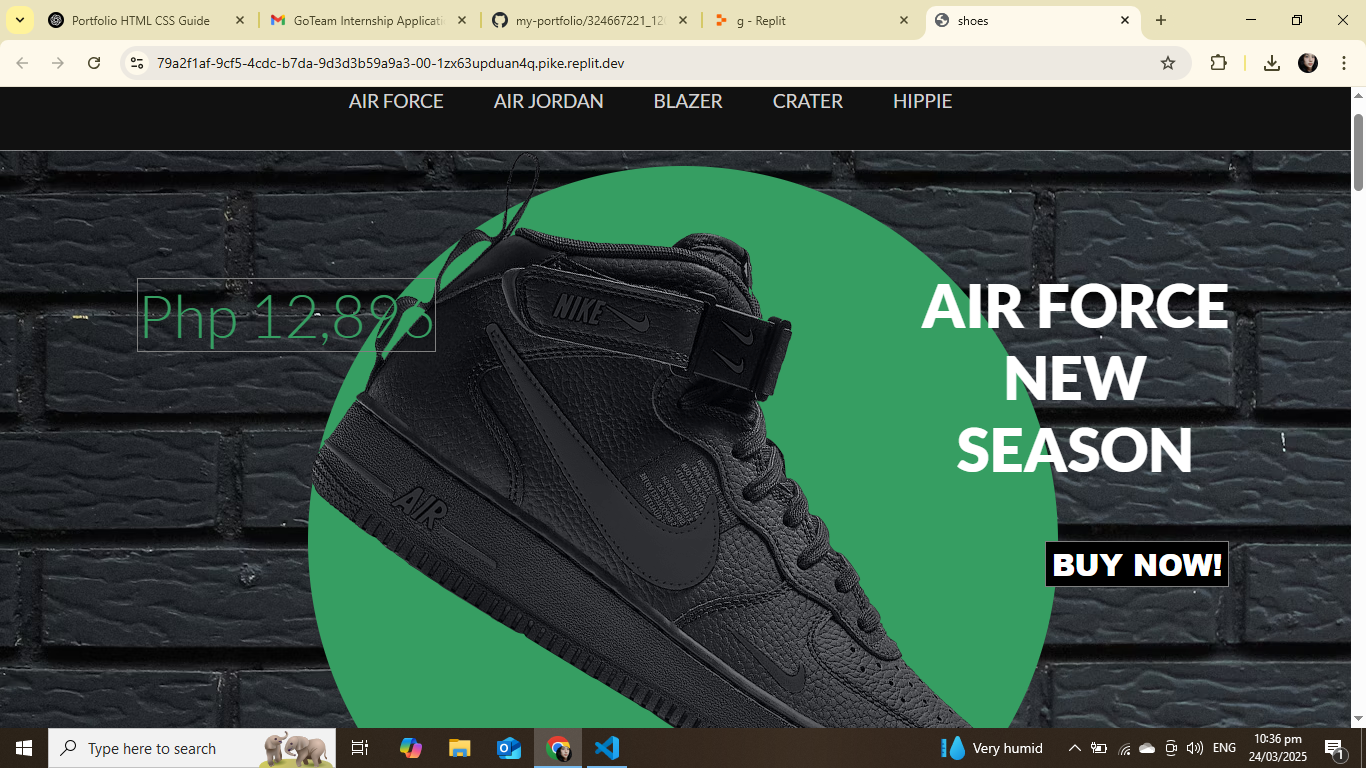 Portfolio HTML CSS Guide
GoTeam Internship Applicati
my-portfolio/324667221_120
g - Replit
shoes
79a2f1af-9cf5-4cdc-b7da-9d3d3b59a9a3-00-1zx63upduan4q.pike.replit.dev
AIR FORCE
AIR JORDAN
BLAZER
CRATER
HIPPIE
Php 12,896
NIKE
AIR
AIR FORCE
NEW
SEASON
BUY NOW!
Type here to search
Very humid
ENG
10:36 pm
24/03/2025
1